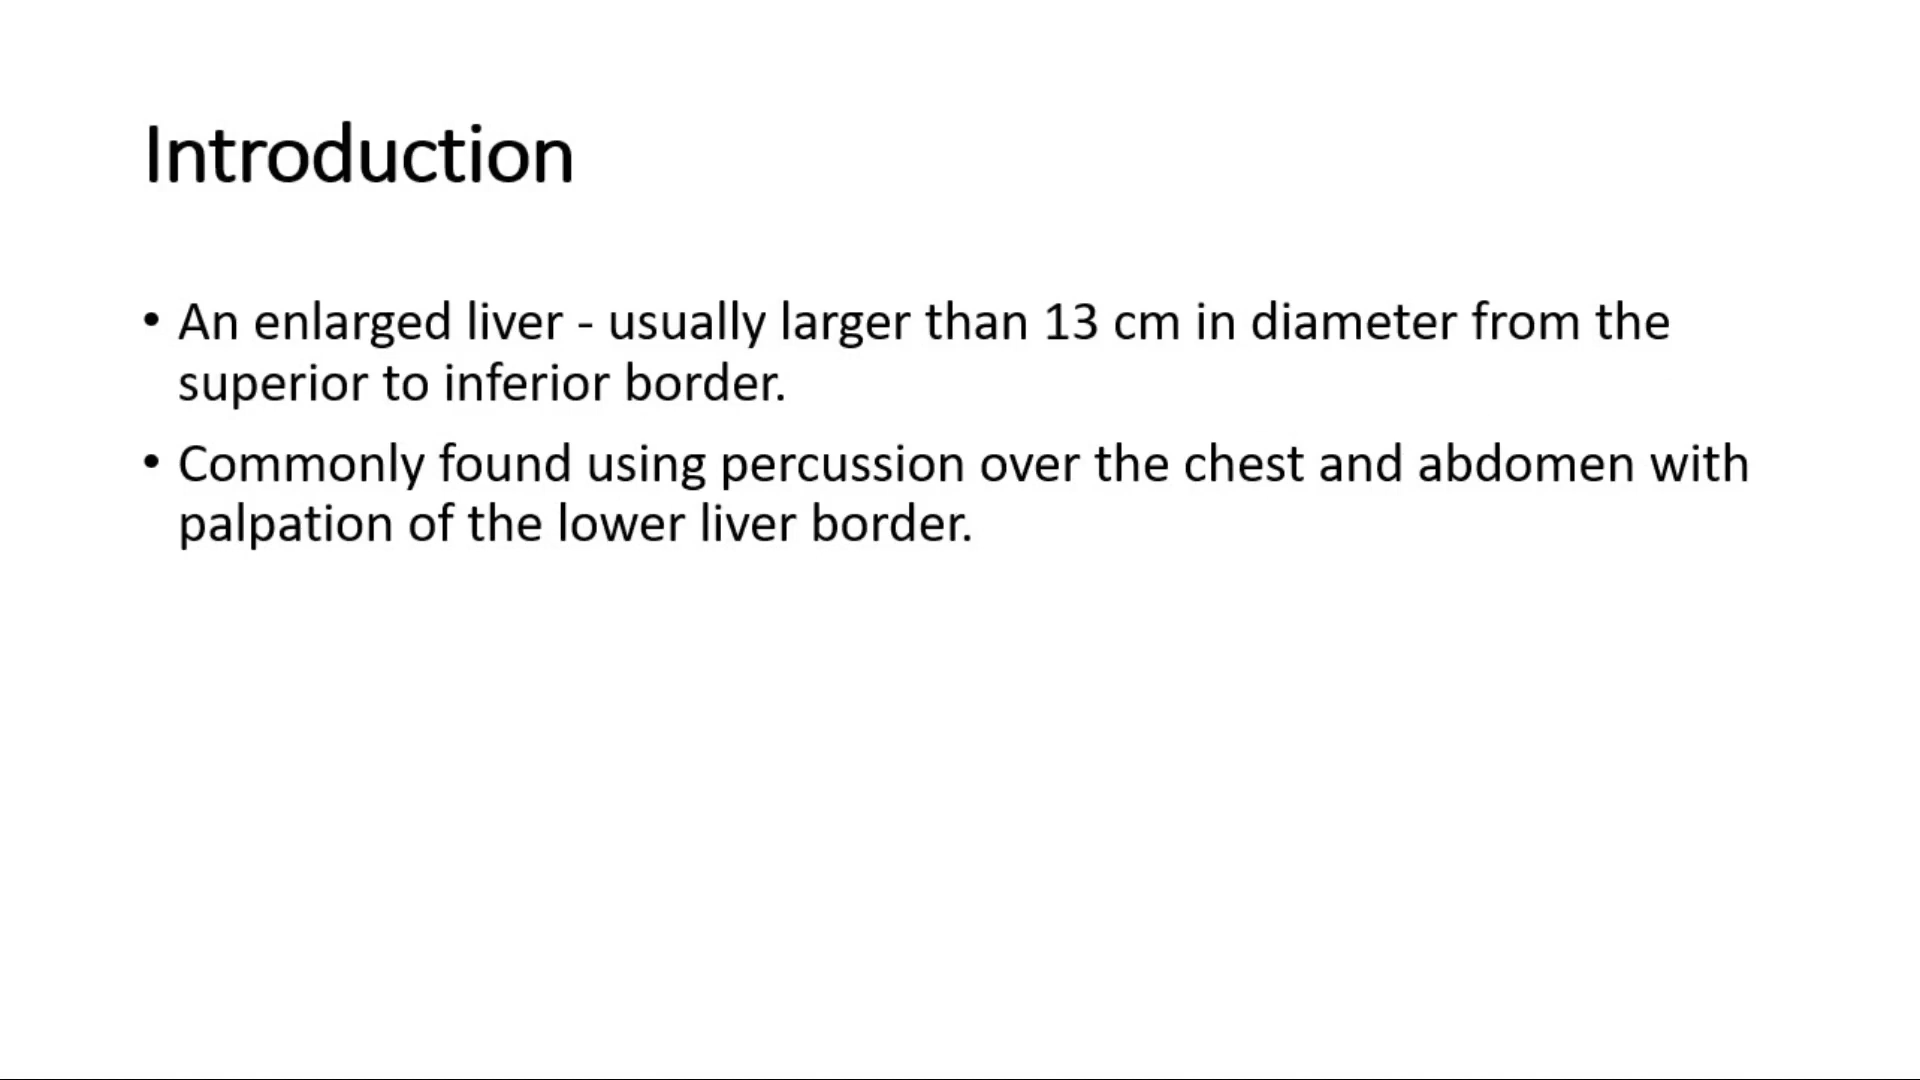 Introduction
• An enlarged liver - usually larger than 13 cm in diameter from the
superior to inferior border.
• Commonly found using percussion over the chest and abdomen with
palpation of the lower liver border.